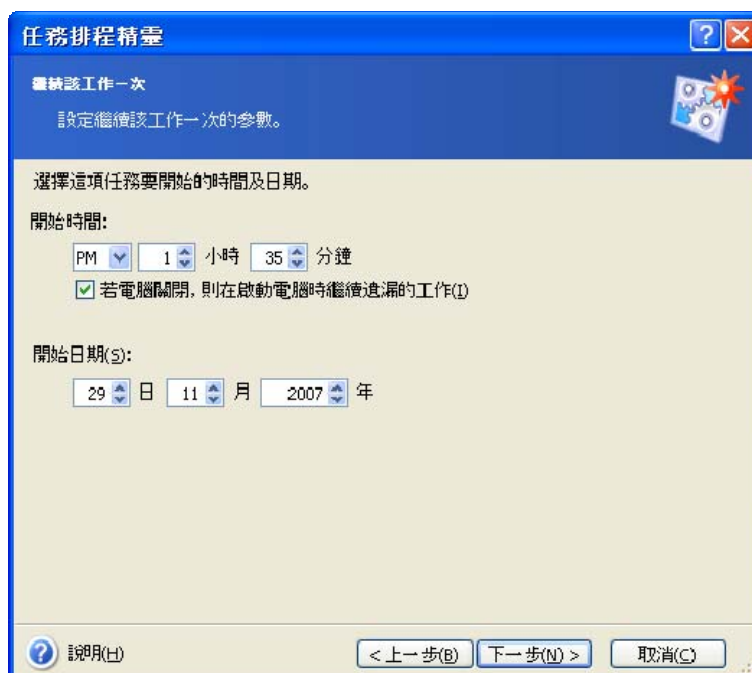 任務排程精靈
繼續該工作一次
設定繼續該工作一次的參數。
選擇這項任務要開始的時間及日期。
開始時間:
PM 1 小時 35 分鐘
若電腦關閉, 則在啟動電腦時繼續遺漏的工作(I)
開始日期(S):
29 日 11 月 2007 年
說明(H) < 上一步(B) 下一步(N) > 取消(C)